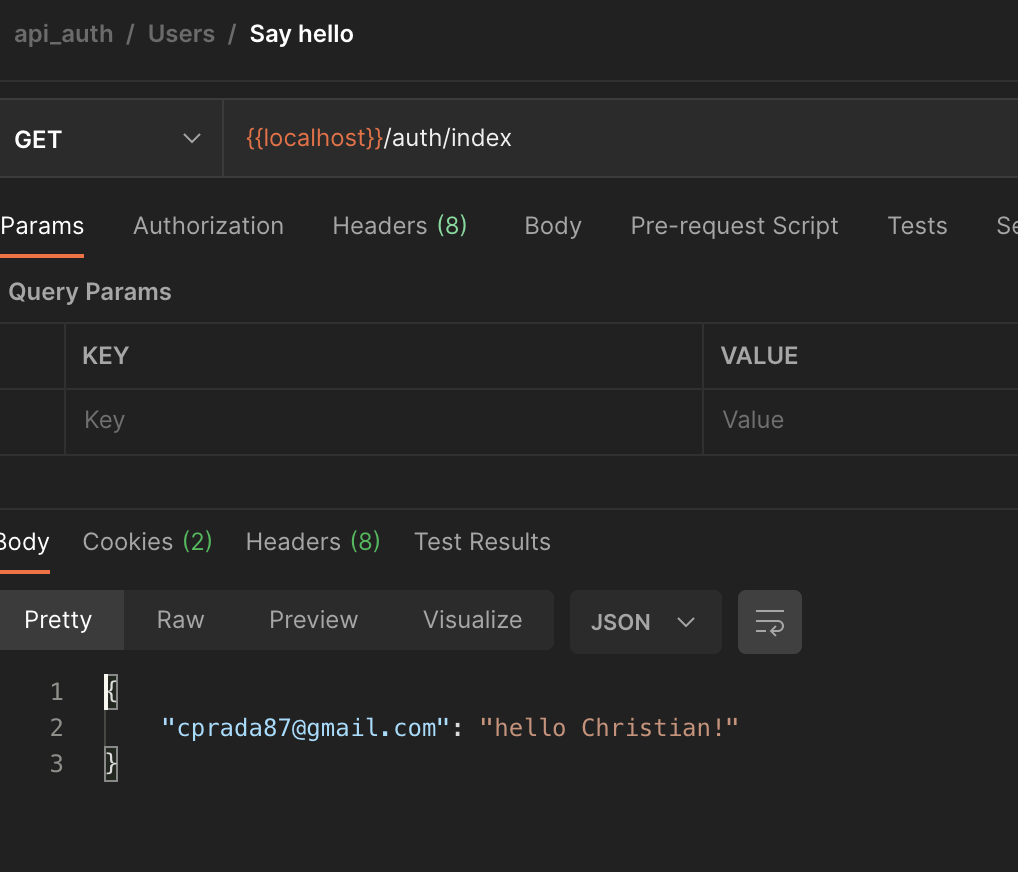 api_auth / Users / Say hello
GET {{localhost}}/auth/index
Params Authorization Headers (8) Body Pre-request Script Tests Se
Query Params
KEY VALUE
Key Value
Body Cookies (2) Headers (8) Test Results
Pretty Raw Preview Visualize JSON
1 {
2 "cprada87@gmail.com": "hello Christian!"
3 }